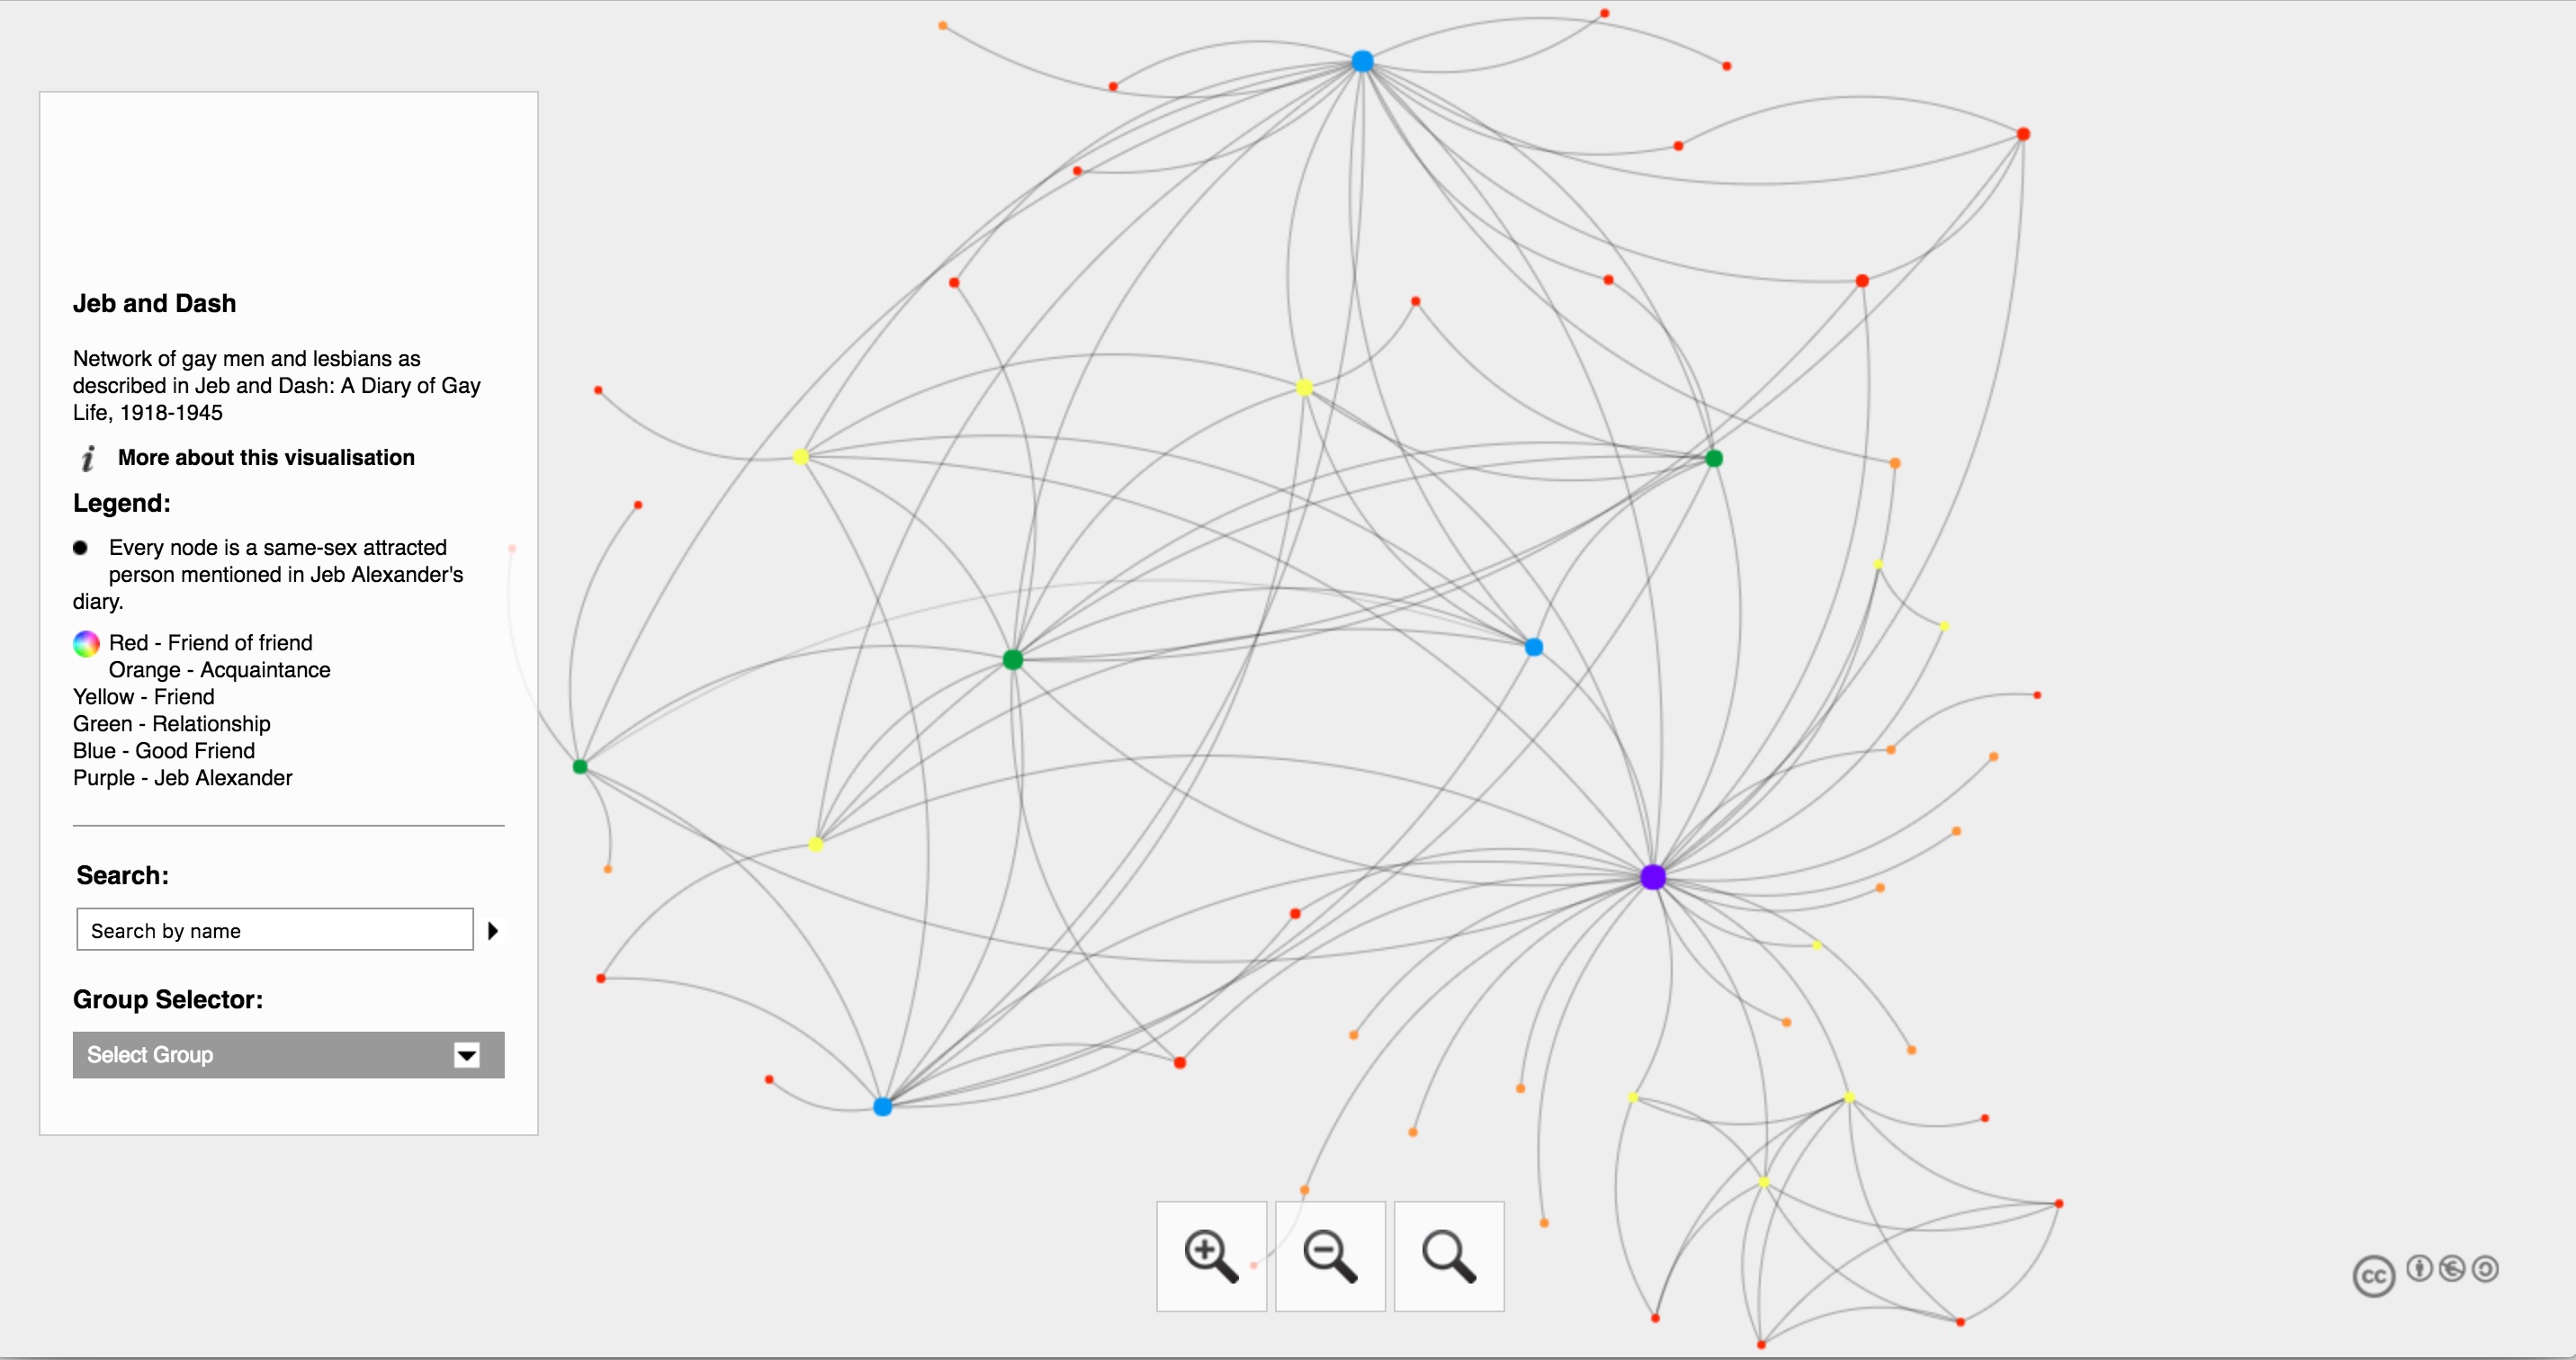 Jeb and Dash
Network of gay men and lesbians as
described in Jeb and Dash: A Diary of Gay
Life, 1918-1945
i More about this visualisation
Legend:
Every node is a same-sex attracted
person mentioned in Jeb Alexander's
diary.
Red - Friend of friend
Orange - Acquaintance
Yellow - Friend
Green - Relationship
Blue - Good Friend
Purple - Jeb Alexander
Search:
Search by name
Group Selector:
Select Group
cc